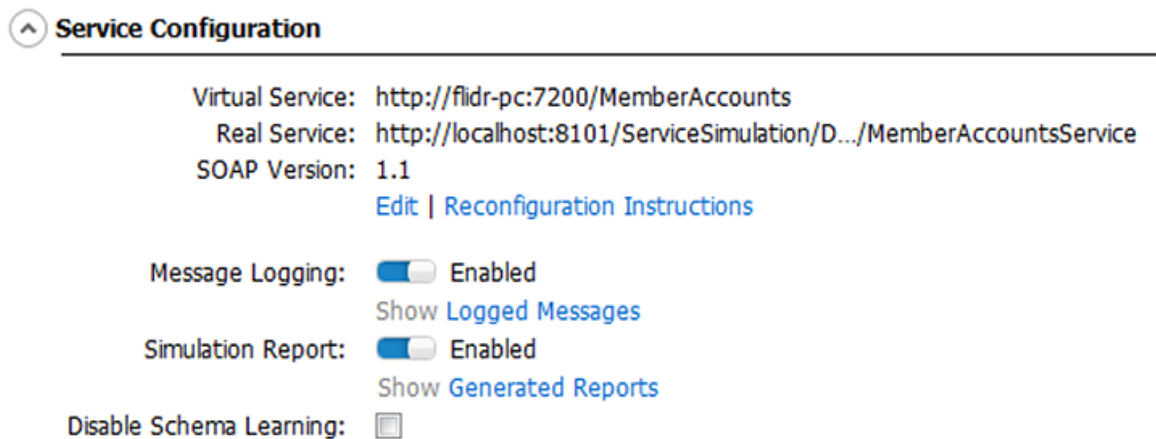 Service Configuration
Virtual Service: http://flidr-pc:7200/MemberAccounts
Real Service: http://localhost:8101/ServiceSimulation/D.../MemberAccountsService
SOAP Version: 1.1
Edit | Reconfiguration Instructions
Message Logging: Enabled
Show Logged Messages
Simulation Report: Enabled
Show Generated Reports
Disable Schema Learning: